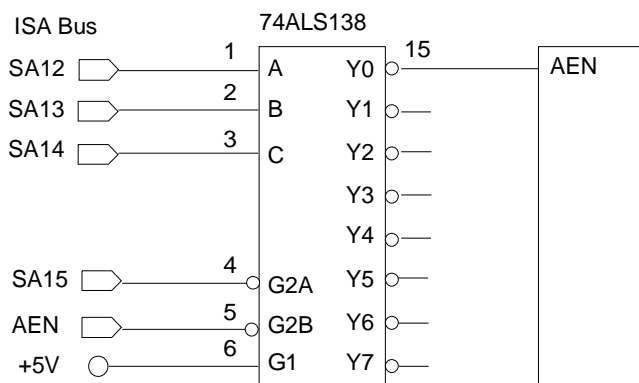 ISA Bus
74ALS138
SA12 1 A Y0 15 AEN
SA13 2 B Y1
SA14 3 C Y2
Y3
Y4
SA15 4 G2A Y5
AEN 5 G2B Y6
+5V 6 G1 Y7